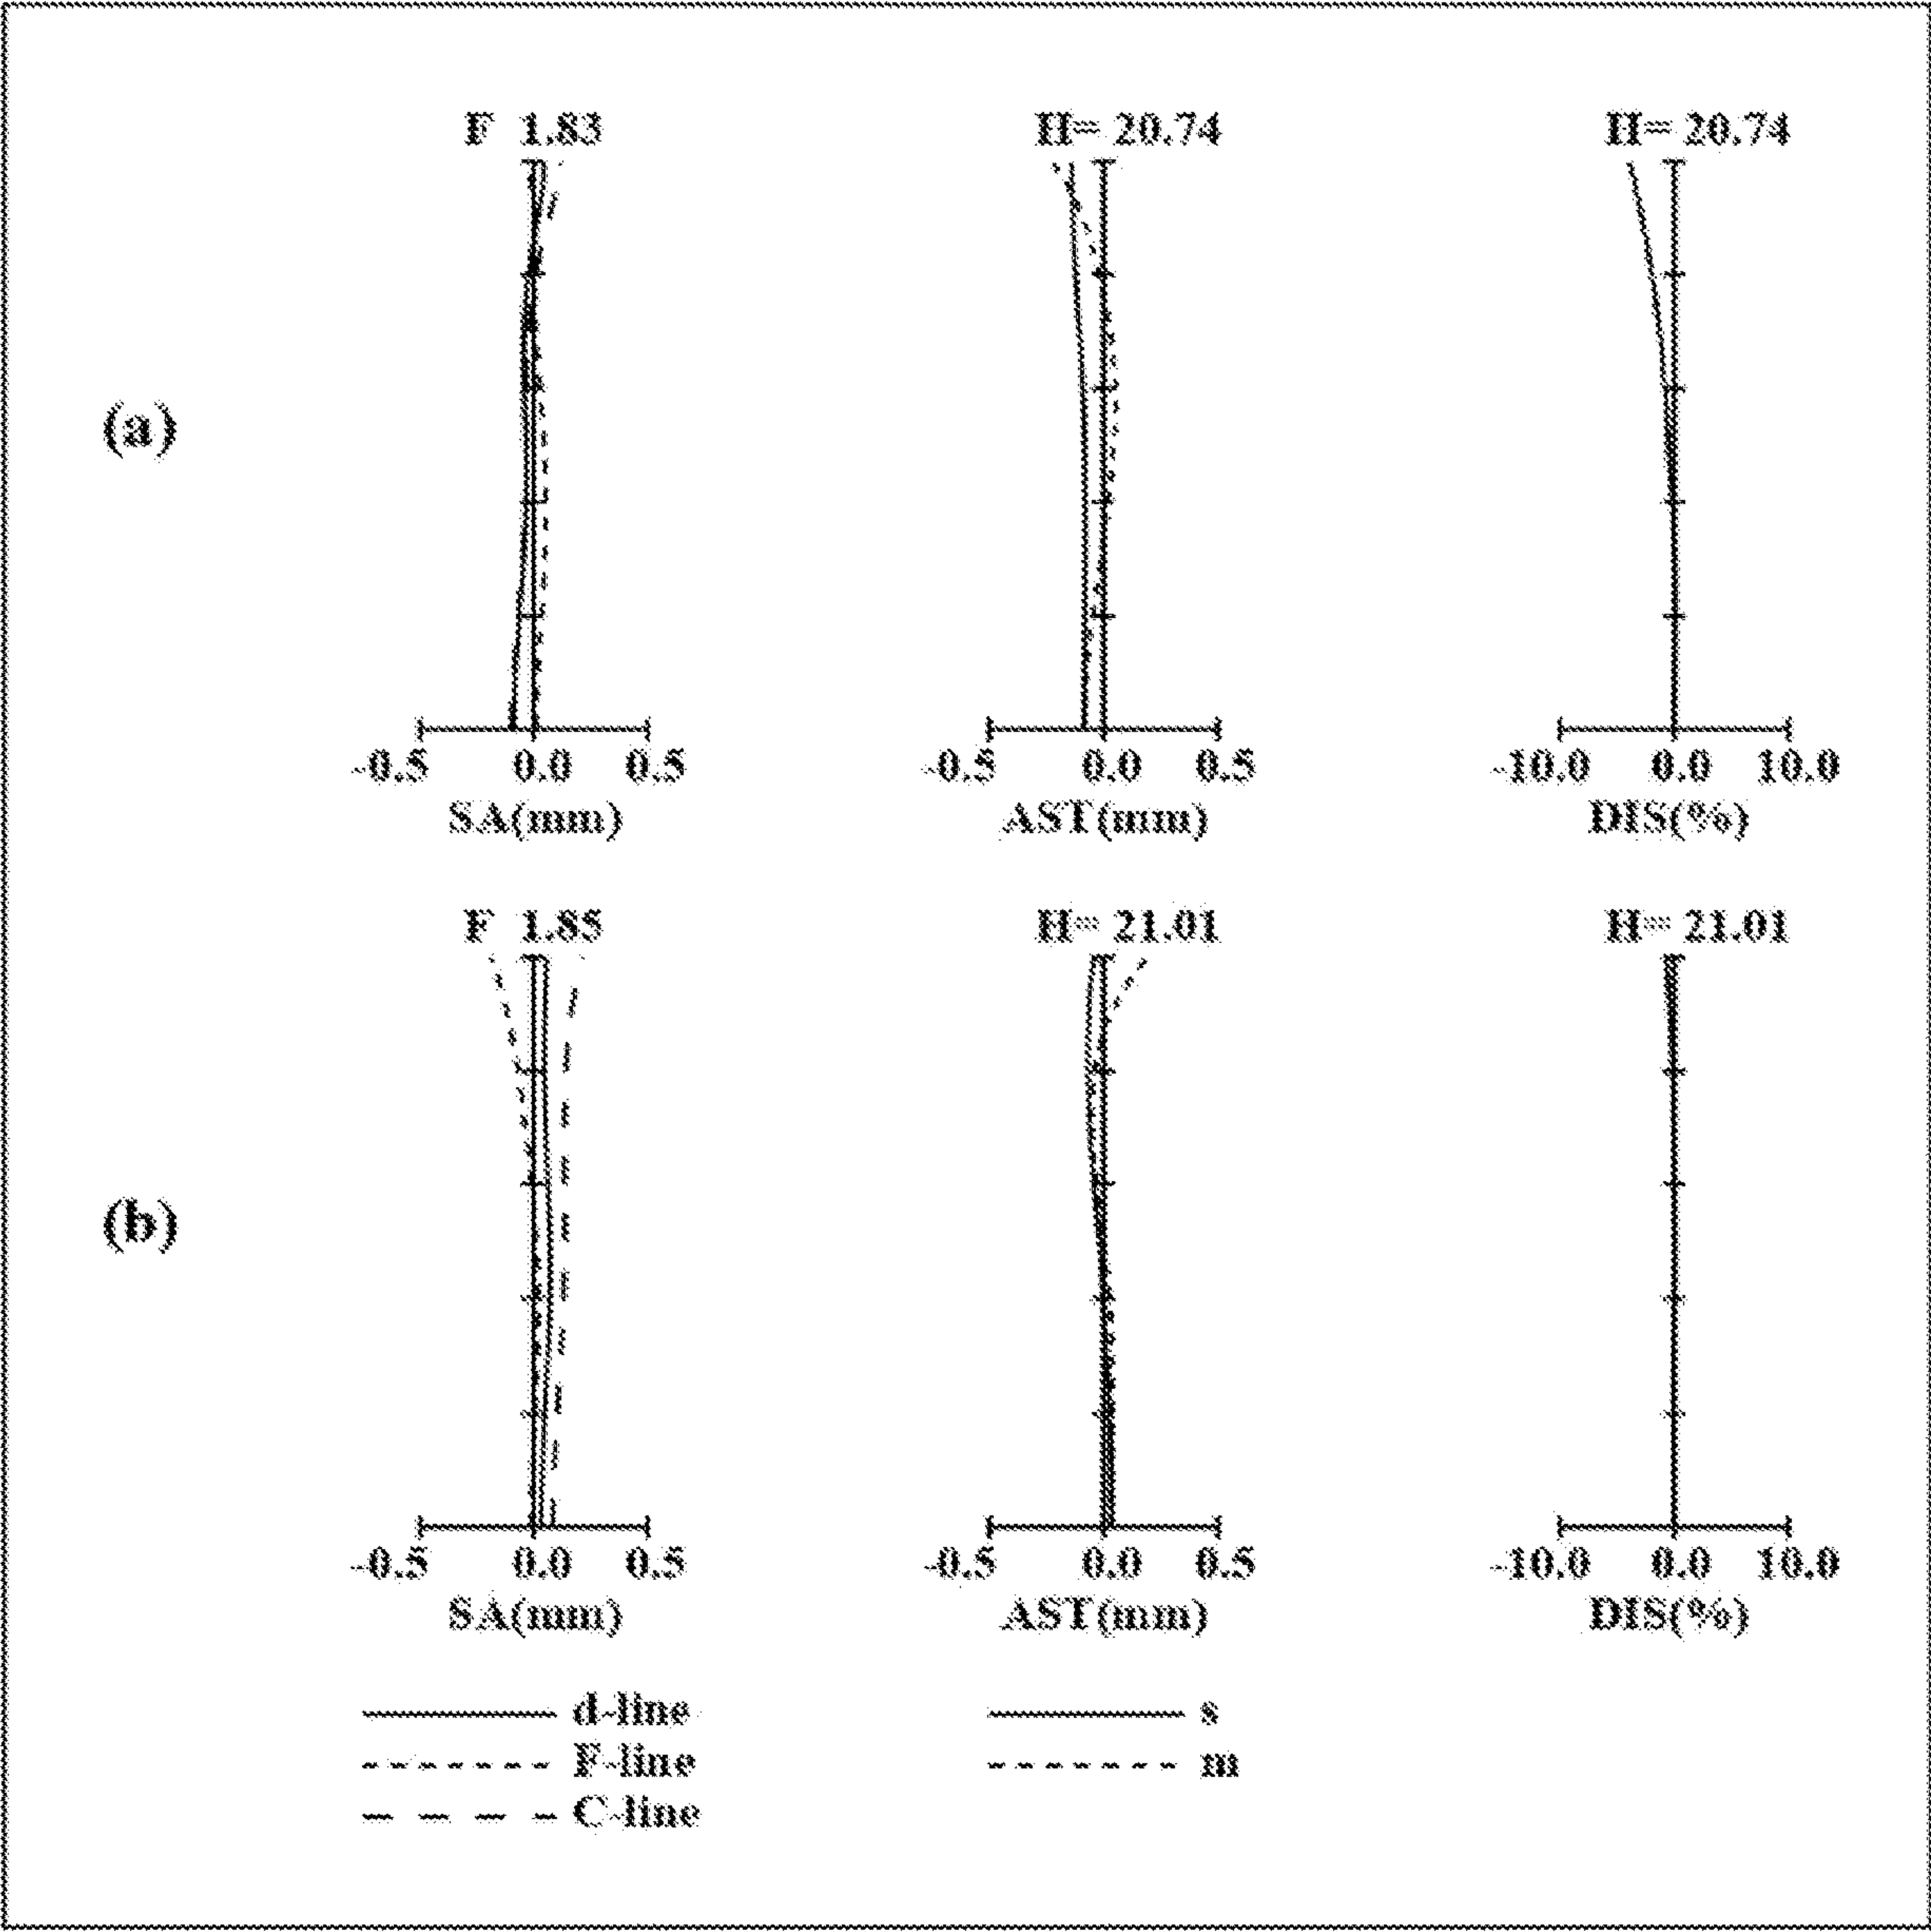 F 1.83 H= 20.74 H= 20.74
(a)
-0.5 0.0 0.5 -0.5 0.0 0.5 -10.0 0.0 10.0
SA(mm) AST(mm) DIS(%)
F 1.85 H= 21.01 H= 21.01
(b)
-0.5 0.0 0.5 -0.5 0.0 0.5 -10.0 0.0 10.0
SA(mm) AST(mm) DIS(%)
d-line s
F-line m
C-line